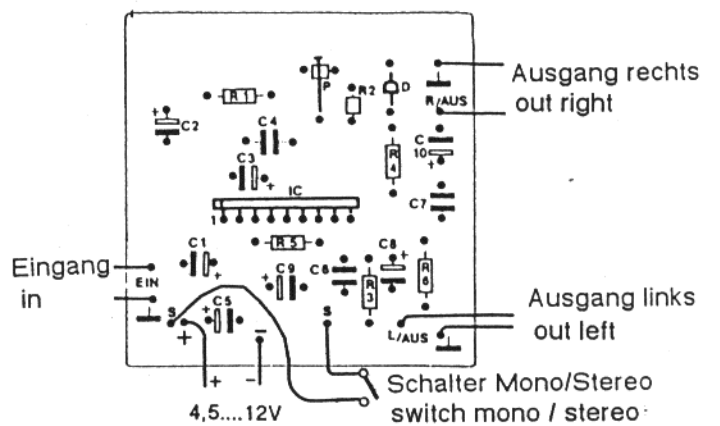 Ausgang rechts
out right
P
R2
D
R/AUS
R1
C2
C4
C
10
R
4
C3
C7
IC
1
C1
R5
C8
Eingang
in
EIN
C9
C6
R
3
R
6
S
C5
S
L/AUS
Ausgang links
out left
+
−
+
−
4,5....12V
Schalter Mono/Stereo
switch mono / stereo